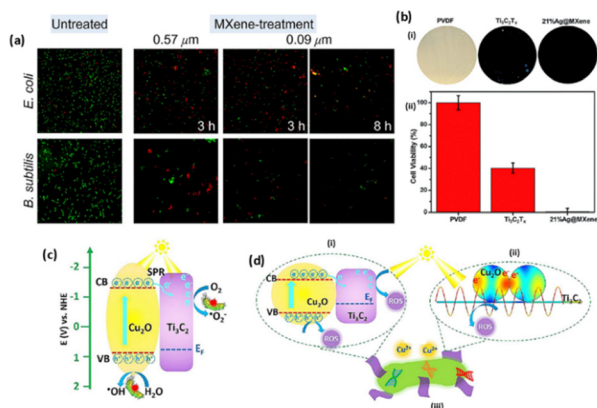 (a)
Untreated
MXene-treatment
0.57 μm
0.09 μm
E. coli
3 h
3 h
8 h
B. subtilis
(b)
(i)
PVDF
Ti₃C₂Tₓ
21%Ag@MXene
(ii)
Cell Viability (%)
100
80
60
40
20
0
PVDF
Ti₃C₂Tₓ
21%Ag@MXene
(c)
E (V) vs. NHE
-2
-1
0
1
2
SPR
CB
e⁻ e⁻ e⁻ e⁻
e⁻
O₂
•O₂⁻
Cu₂O
Ti₃C₂
E_F
VB
h⁺ h⁺ h⁺ h⁺
•OH
H₂O
(d)
(i)
CB
e⁻ e⁻ e⁻ e⁻
e⁻
Cu₂O
E_F
Ti₃C₂
ROS
VB
h⁺ h⁺ h⁺ h⁺
ROS
(ii)
Cu₂O
e⁻
e⁻
Ti₃C₂
ROS
Cu²⁺
Cu²⁺
(iii)